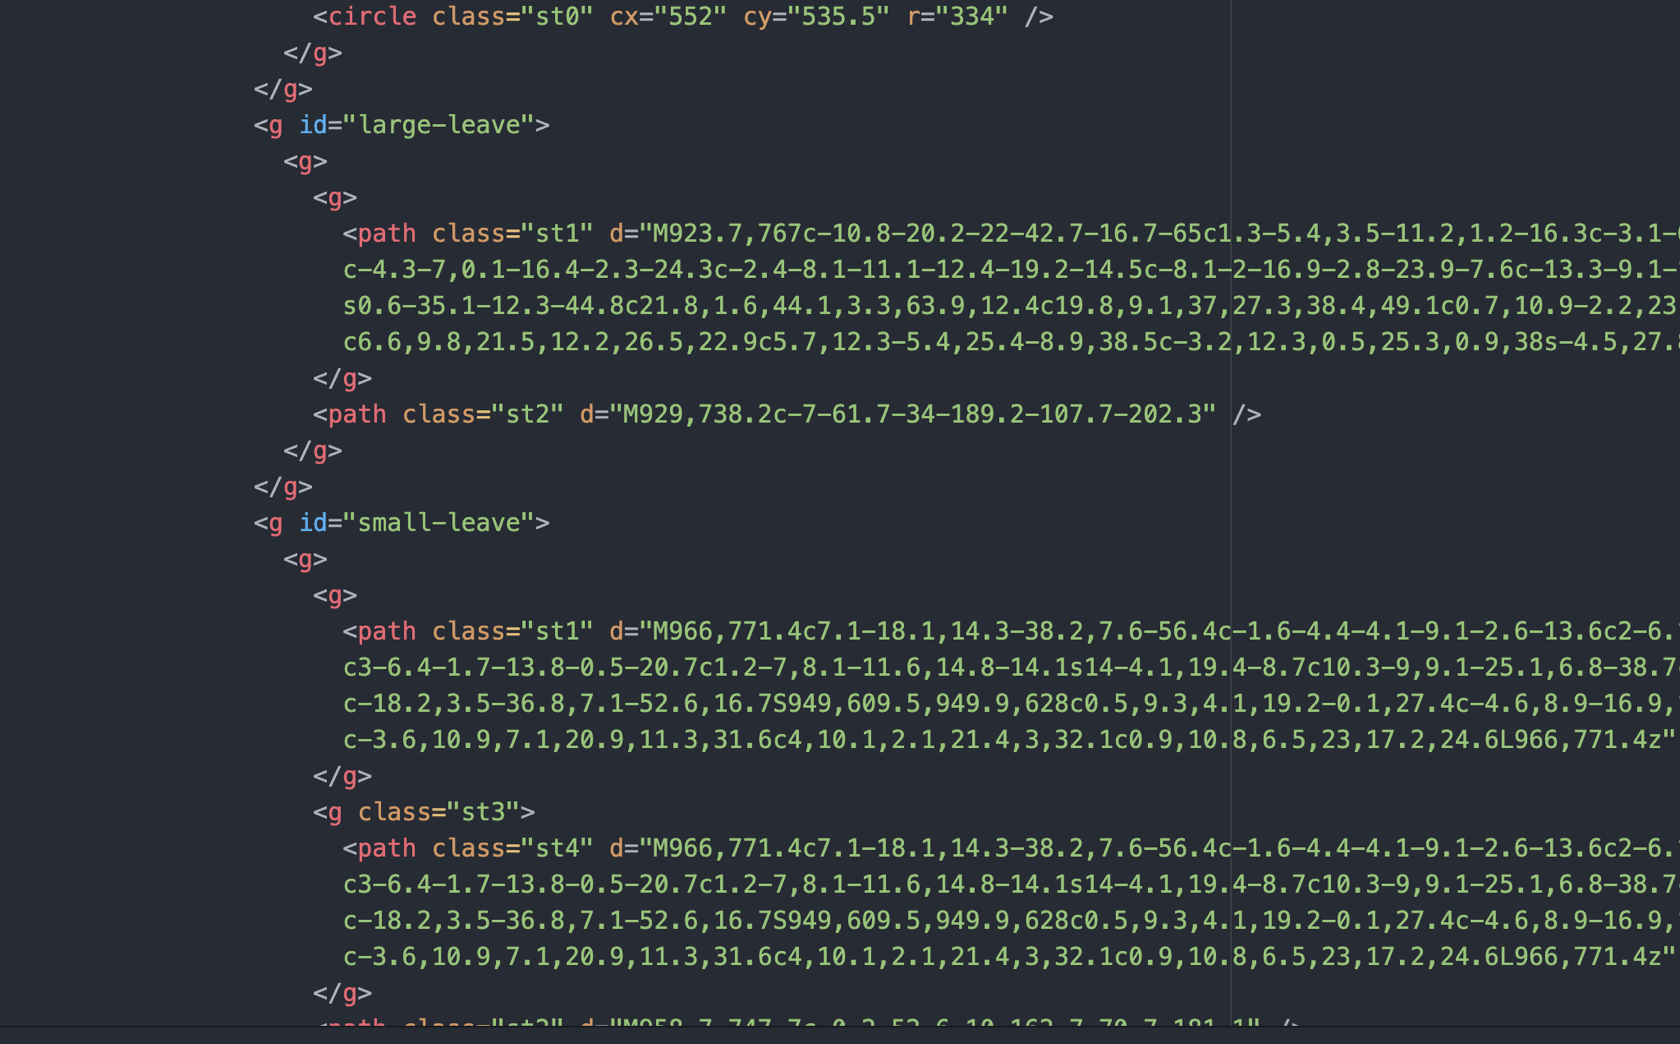 <circle class="st0" cx="552" cy="535.5" r="334" />
</g>
</g>
<g id="large-leave">
<g>
<g>
<path class="st1" d="M923.7,767c-10.8-20.2-22-42.7-16.7-65c1.3-5.4,3.5-11.2,1.2-16.3c-3.1-
c-4.3-7,0.1-16.4-2.3-24.3c-2.4-8.1-11.1-12.4-19.2-14.5c-8.1-2-16.9-2.8-23.9-7.6c-13.3-9.1-
s0.6-35.1-12.3-44.8c21.8,1.6,44.1,3.3,63.9,12.4c19.8,9.1,37,27.3,38.4,49.1c0.7,10.9-2.2,23
c6.6,9.8,21.5,12.2,26.5,22.9c5.7,12.3-5.4,25.4-8.9,38.5c-3.2,12.3,0.5,25.3,0.9,38s-4.5,27.
</g>
<path class="st2" d="M929,738.2c-7-61.7-34-189.2-107.7-202.3" />
</g>
</g>
<g id="small-leave">
<g>
<g>
<path class="st1" d="M966,771.4c7.1-18.1,14.3-38.2,7.6-56.4c-1.6-4.4-4.1-9.1-2.6-13.6c2-6.
c3-6.4-1.7-13.8-0.5-20.7c1.2-7,8.1-11.6,14.8-14.1s14-4.1,19.4-8.7c10.3-9,9.1-25.1,6.8-38.7
c-18.2,3.5-36.8,7.1-52.6,16.7S949,609.5,949.9,628c0.5,9.3,4.1,19.2-0.1,27.4c-4.6,8.9-16.9,
c-3.6,10.9,7.1,20.9,11.3,31.6c4,10.1,2.1,21.4,3,32.1c0.9,10.8,6.5,23,17.2,24.6L966,771.4z"
</g>
<g class="st3">
<path class="st4" d="M966,771.4c7.1-18.1,14.3-38.2,7.6-56.4c-1.6-4.4-4.1-9.1-2.6-13.6c2-6.
c3-6.4-1.7-13.8-0.5-20.7c1.2-7,8.1-11.6,14.8-14.1s14-4.1,19.4-8.7c10.3-9,9.1-25.1,6.8-38.7
c-18.2,3.5-36.8,7.1-52.6,16.7S949,609.5,949.9,628c0.5,9.3,4.1,19.2-0.1,27.4c-4.6,8.9-16.9,
c-3.6,10.9,7.1,20.9,11.3,31.6c4,10.1,2.1,21.4,3,32.1c0.9,10.8,6.5,23,17.2,24.6L966,771.4z"
</g>